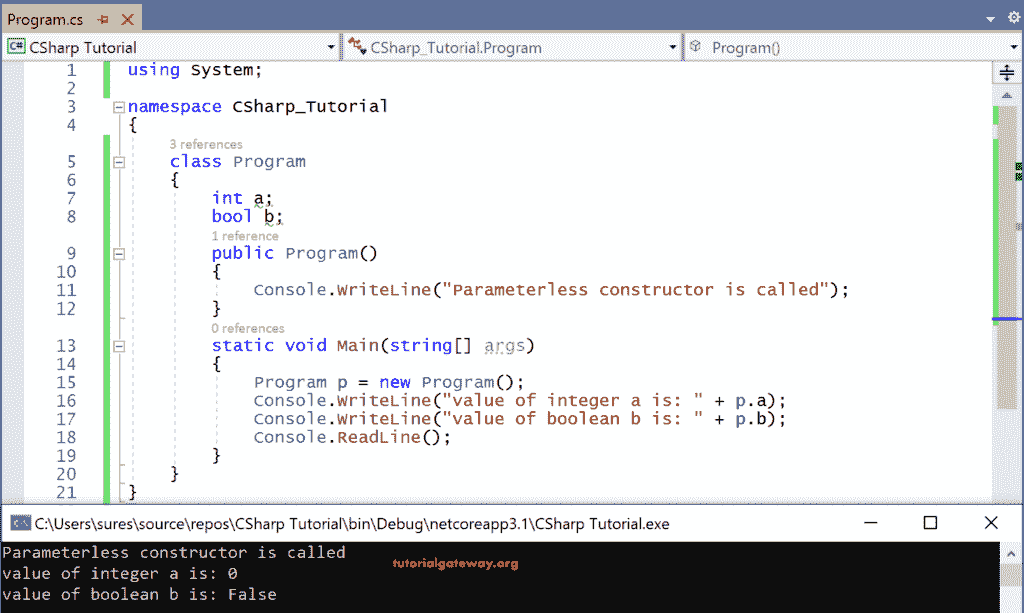 Program.cs
C# CSharp Tutorial CSharp_Tutorial.Program Program()
1 using System;
2
3 namespace CSharp_Tutorial
4 {
3 references
5 class Program
6 {
7 int a;
8 bool b;
1 reference
9 public Program()
10 {
11 Console.WriteLine("Parameterless constructor is called");
12 }
0 references
13 static void Main(string[] args)
14 {
15 Program p = new Program();
16 Console.WriteLine("value of integer a is: " + p.a);
17 Console.WriteLine("value of boolean b is: " + p.b);
18 Console.ReadLine();
19 }
20 }
21 }
C:\Users\sures\source\repos\CSharp Tutorial\bin\Debug\netcoreapp3.1\CSharp Tutorial.exe
Parameterless constructor is called
tutorialgateway.org
value of integer a is: 0
value of boolean b is: False